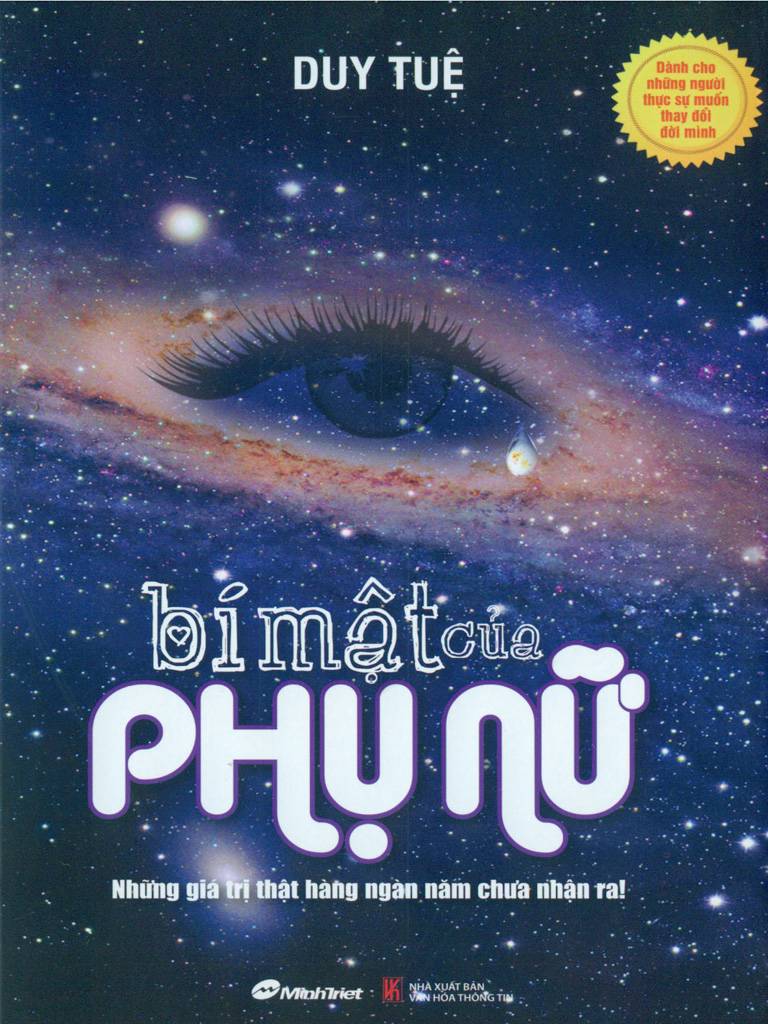 DUY TUỆ
Dành cho
những người
thực sự muốn
thay đổi
đời mình
bí mật của
PHỤ NỮ
Những giá trị thật hàng ngàn năm chưa nhận ra!
MinhTriet
NHÀ XUẤT BẢN
VĂN HÓA THÔNG TIN